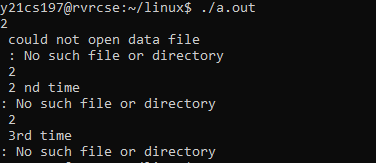 y21cs197@rvrcse:~/linux$ ./a.out
2
could not open data file
: No such file or directory
2
2 nd time
: No such file or directory
2
3rd time
: No such file or directory